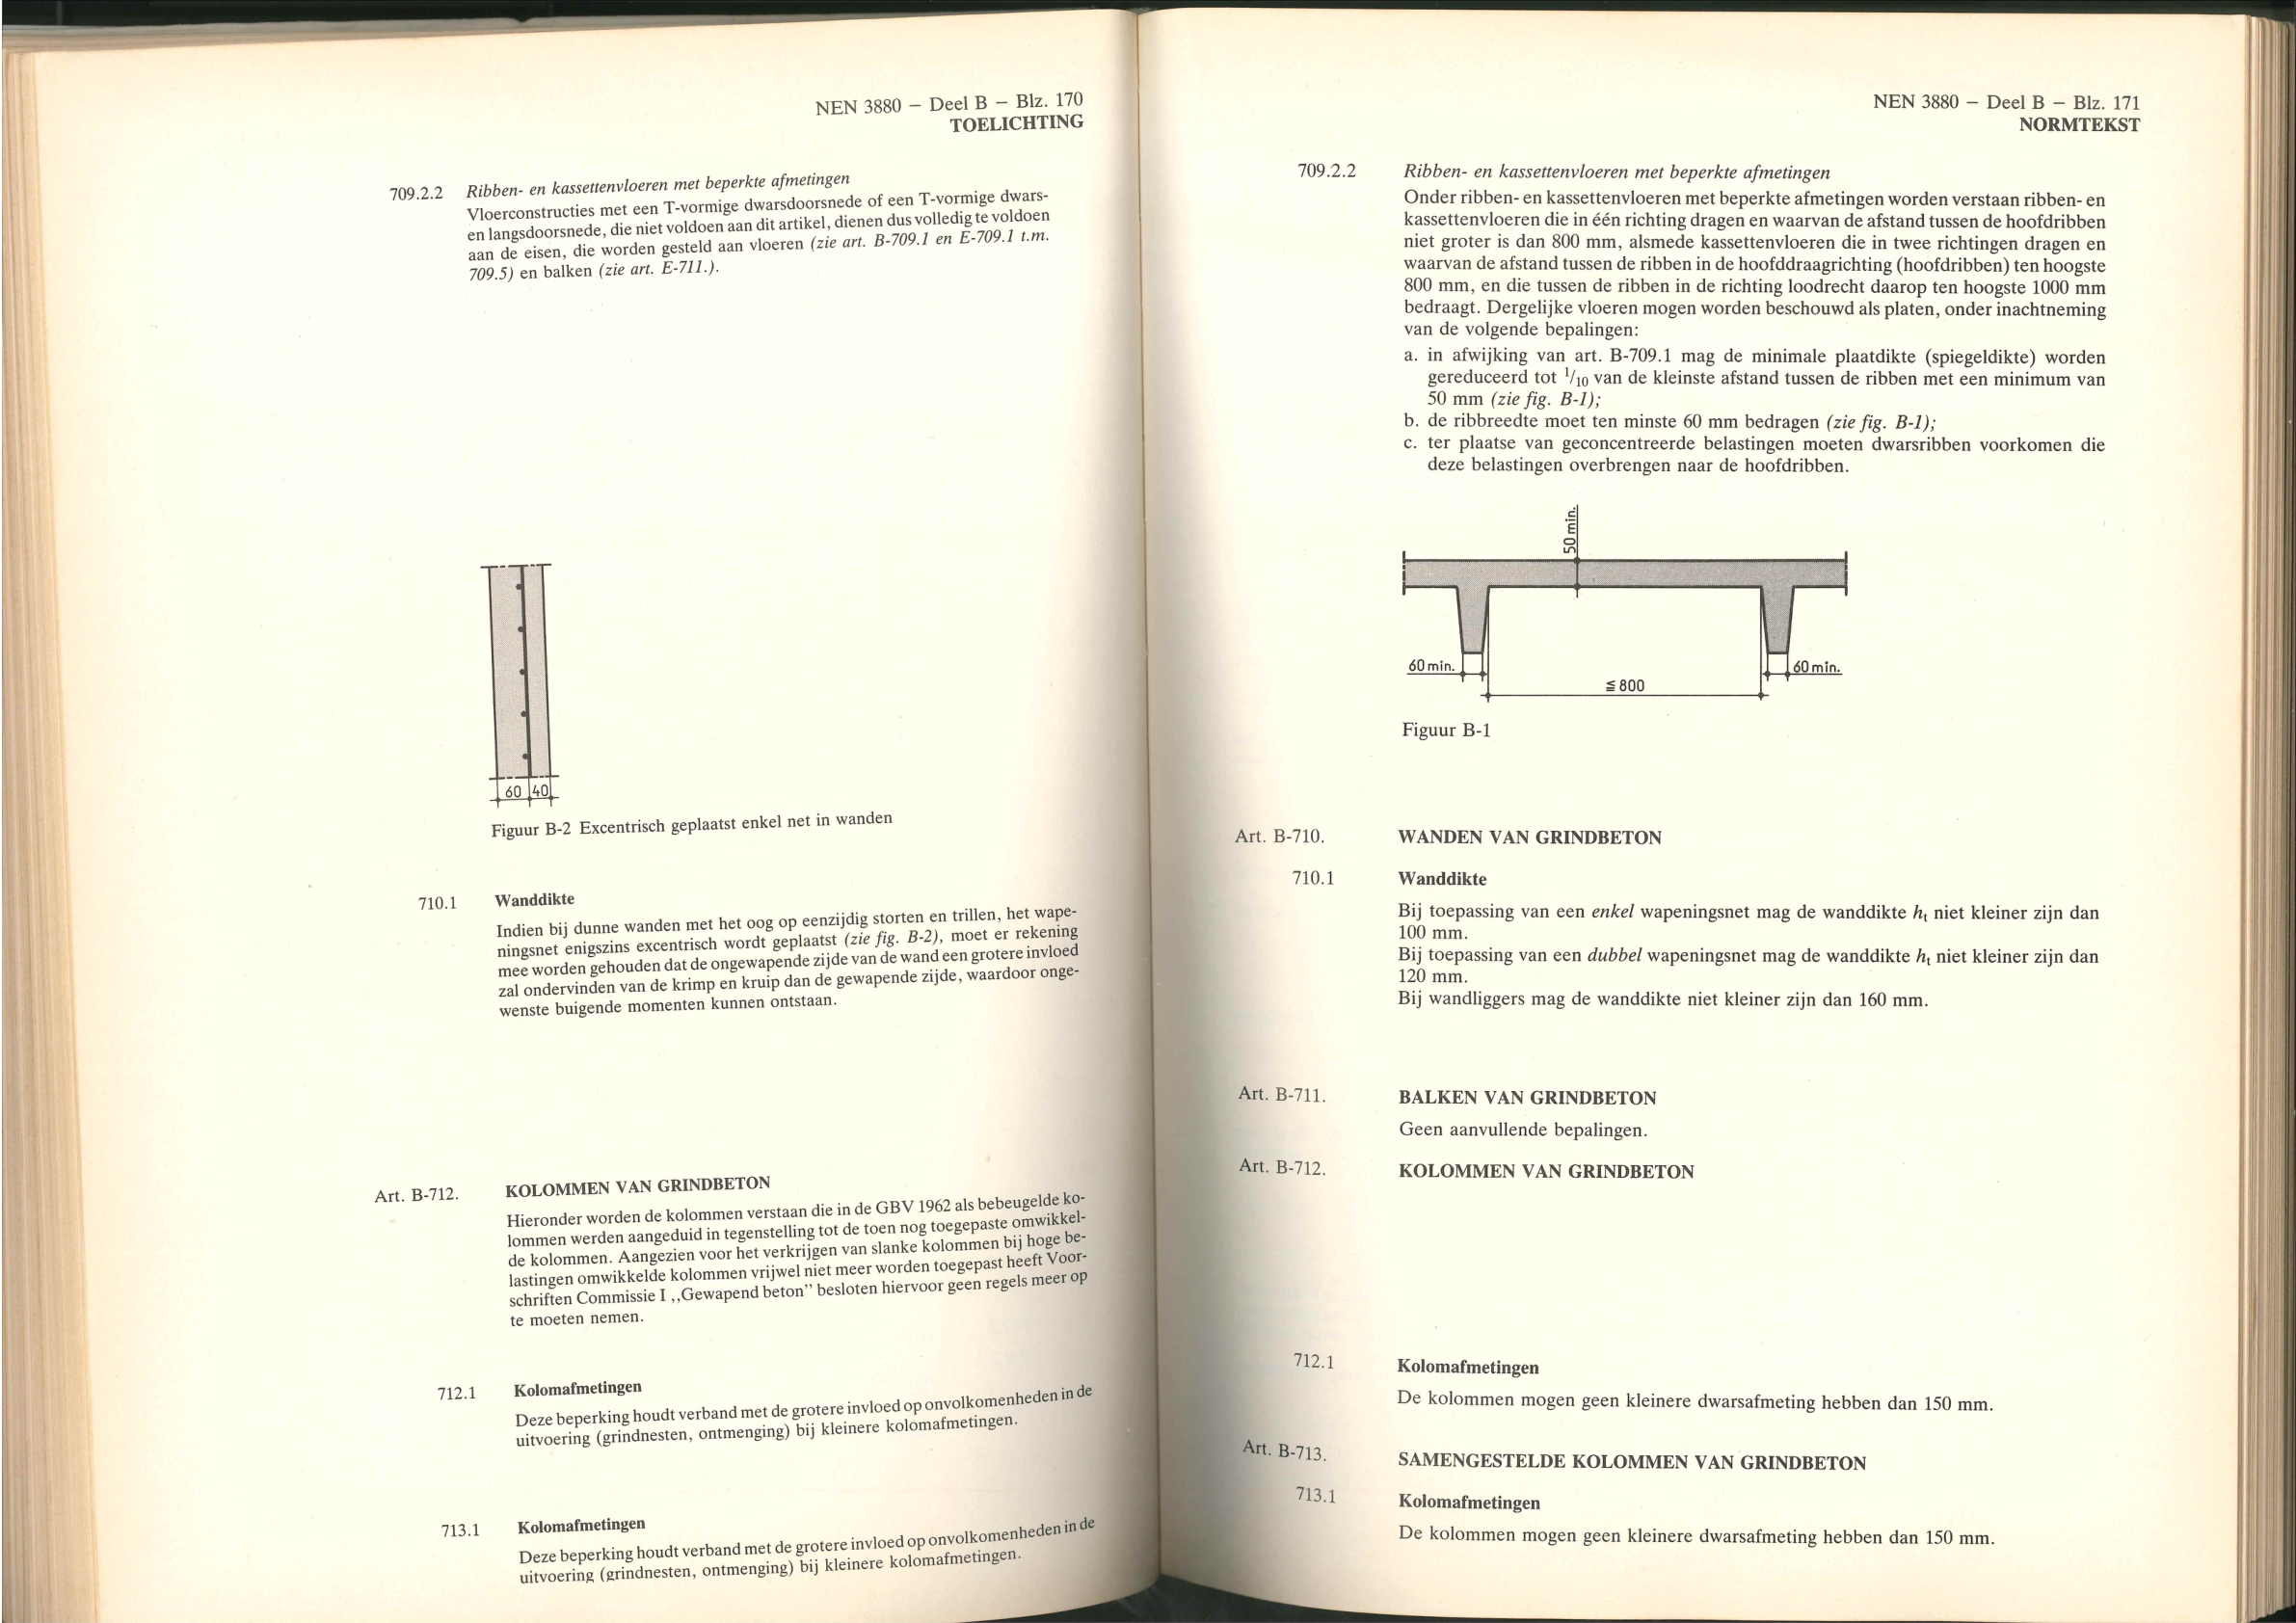 NEN 3880 — Deel B — Blz. 170
TOELICHTING
709.2.2 Ribben- en kassettenvloeren met beperkte afmetingen
Vloerconstructies met een T-vormige dwarsdoorsnede of een T-vormige dwars-
en langsdoorsnede, die niet voldoen aan dit artikel, dienen dus volledig te voldoen
aan de eisen, die worden gesteld aan vloeren (zie art. B-709.1 en E-709.1 t.m.
709.5) en balken (zie art. E-711.).
60 40
Figuur B-2 Excentrisch geplaatst enkel net in wanden
710.1 Wanddikte
Indien bij dunne wanden met het oog op eenzijdig storten en trillen, het wape-
ningsnet enigszins excentrisch wordt geplaatst (zie fig. B-2), moet er rekening
mee worden gehouden dat de ongewapende zijde van de wand een grotere invloed
zal ondervinden van de krimp en kruip dan de gewapende zijde, waardoor onge-
wenste buigende momenten kunnen ontstaan.
Art. B-712. KOLOMMEN VAN GRINDBETON
Hieronder worden de kolommen verstaan die in de GBV 1962 als bebeugelde ko-
lommen werden aangeduid in tegenstelling tot de toen nog toegepaste omwikkel-
de kolommen. Aangezien voor het verkrijgen van slanke kolommen bij hoge be-
lastingen omwikkelde kolommen vrijwel niet meer worden toegepast heeft Voor-
schriften Commissie I ,,Gewapend beton'' besloten hiervoor geen regels meer op
te moeten nemen.
712.1 Kolomafmetingen
Deze beperking houdt verband met de grotere invloed op onvolkomenheden in de
uitvoering (grindnesten, ontmenging) bij kleinere kolomafmetingen.
713.1 Kolomafmetingen
Deze beperking houdt verband met de grotere invloed op onvolkomenheden in de
uitvoering (grindnesten, ontmenging) bij kleinere kolomafmetingen.
NEN 3880 — Deel B — Blz. 171
NORMTEKST
709.2.2 Ribben- en kassettenvloeren met beperkte afmetingen
Onder ribben- en kassettenvloeren met beperkte afmetingen worden verstaan ribben- en
kassettenvloeren die in één richting dragen en waarvan de afstand tussen de hoofdribben
niet groter is dan 800 mm, alsmede kassettenvloeren die in twee richtingen dragen en
waarvan de afstand tussen de ribben in de hoofddraagrichting (hoofdribben) ten hoogste
800 mm, en die tussen de ribben in de richting loodrecht daarop ten hoogste 1000 mm
bedraagt. Dergelijke vloeren mogen worden beschouwd als platen, onder inachtneming
van de volgende bepalingen:
a. in afwijking van art. B-709.1 mag de minimale plaatdikte (spiegeldikte) worden
gereduceerd tot 1/10 van de kleinste afstand tussen de ribben met een minimum van
50 mm (zie fig. B-1);
b. de ribbreedte moet ten minste 60 mm bedragen (zie fig. B-1);
c. ter plaatse van geconcentreerde belastingen moeten dwarsribben voorkomen die
deze belastingen overbrengen naar de hoofdribben.
50 min.
60 min. 60 min.
≦ 800
Figuur B-1
Art. B-710. WANDEN VAN GRINDBETON
710.1 Wanddikte
Bij toepassing van een enkel wapeningsnet mag de wanddikte ht niet kleiner zijn dan
100 mm.
Bij toepassing van een dubbel wapeningsnet mag de wanddikte ht niet kleiner zijn dan
120 mm.
Bij wandliggers mag de wanddikte niet kleiner zijn dan 160 mm.
Art. B-711. BALKEN VAN GRINDBETON
Geen aanvullende bepalingen.
Art. B-712. KOLOMMEN VAN GRINDBETON
712.1 Kolomafmetingen
De kolommen mogen geen kleinere dwarsafmeting hebben dan 150 mm.
Art. B-713. SAMENGESTELDE KOLOMMEN VAN GRINDBETON
713.1 Kolomafmetingen
De kolommen mogen geen kleinere dwarsafmeting hebben dan 150 mm.